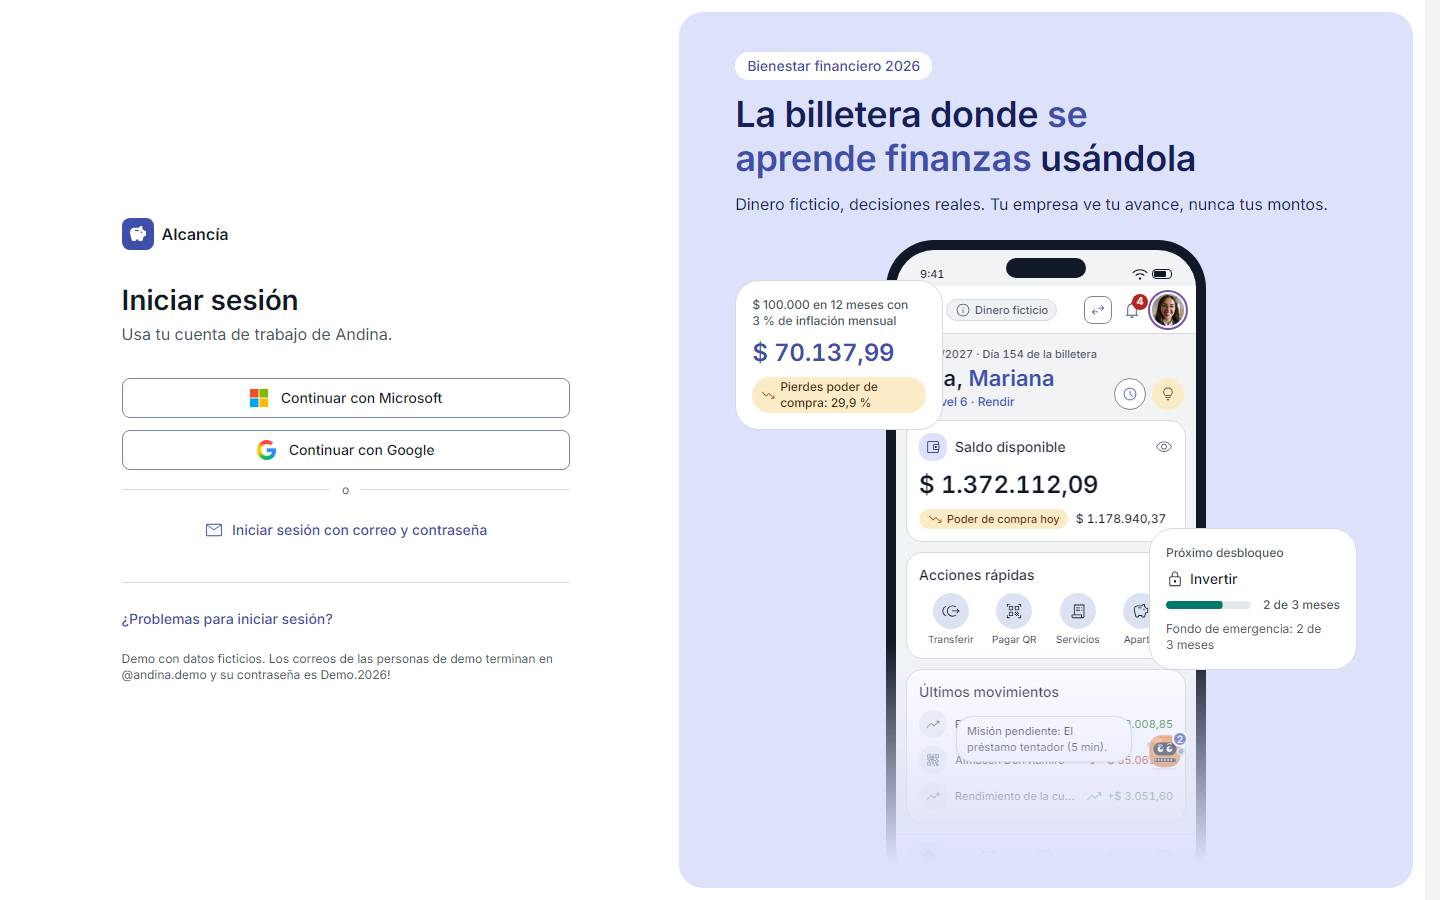 Alcancía
Iniciar sesión
Usa tu cuenta de trabajo de Andina.
Continuar con Microsoft
Continuar con Google
o
Iniciar sesión con correo y contraseña
¿Problemas para iniciar sesión?
Demo con datos ficticios. Los correos de las personas de demo terminan en
@andina.demo y su contraseña es Demo.2026!
Bienestar financiero 2026
La billetera donde se
aprende finanzas usándola
Dinero ficticio, decisiones reales. Tu empresa ve tu avance, nunca tus montos.
9:41
$ 100.000 en 12 meses con
3 % de inflación mensual
$ 70.137,99
Pierdes poder de
compra: 29,9 %
Dinero ficticio
4
/2027 · Día 154 de la billetera
a, Mariana
vel 6 · Rendir
Saldo disponible
$ 1.372.112,09
Poder de compra hoy
$ 1.178.940,37
Acciones rápidas
Transferir
Pagar QR
Servicios
Apart
Próximo desbloqueo
Invertir
2 de 3 meses
Fondo de emergencia: 2 de
3 meses
Últimos movimientos
.008,85
Misión pendiente: El
préstamo tentador (5 min).
2
Rendimiento de la cu...
+$ 3.051,60